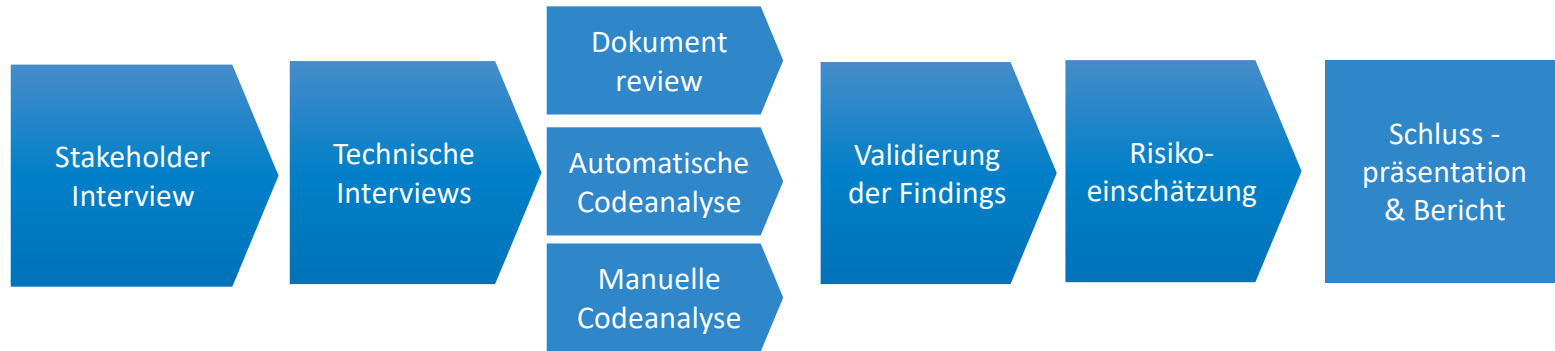 Stakeholder
Interview
Technische
Interviews
Dokument
review
Automatische
Codeanalyse
Manuelle
Codeanalyse
Validierung
der Findings
Risiko-
einschätzung
Schluss -
präsentation
& Bericht